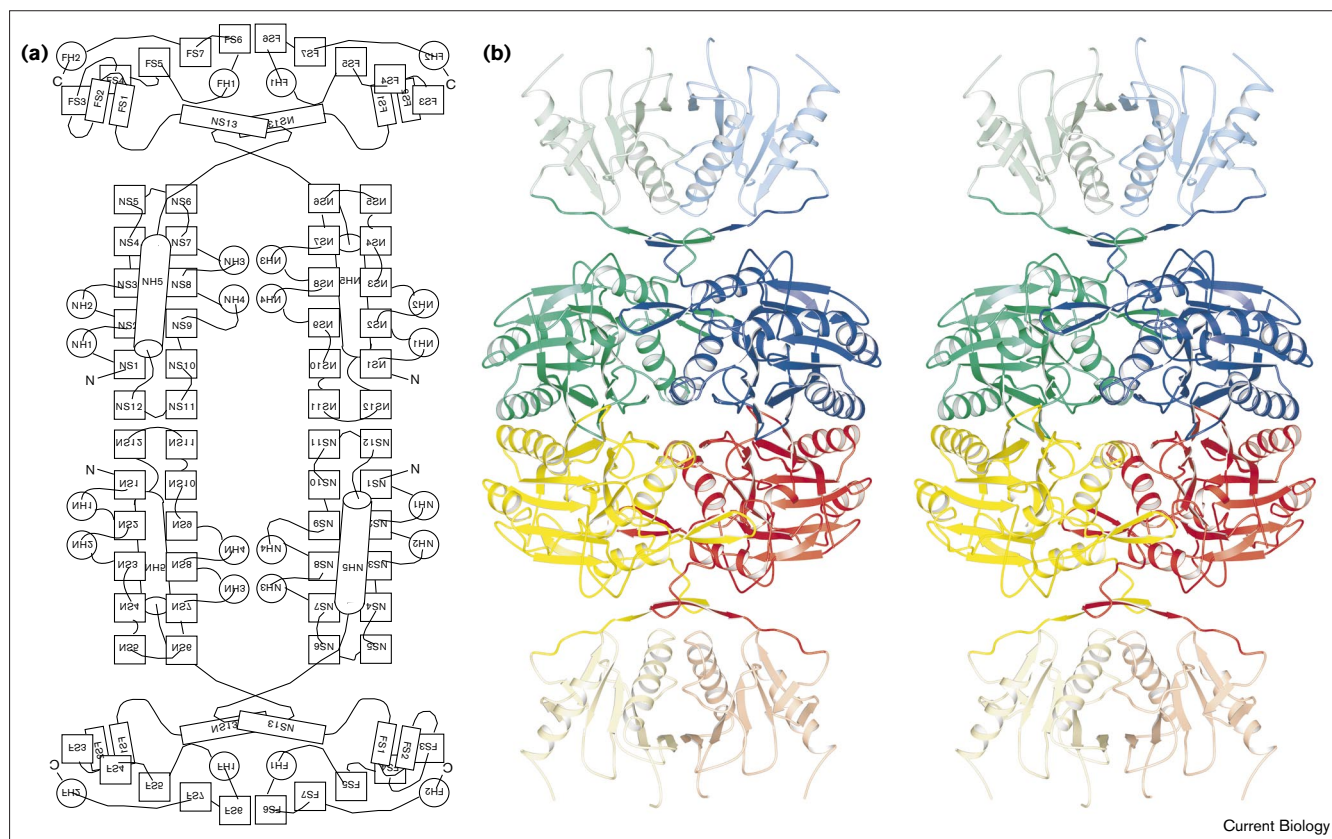 (a)
(b)
FS6
FS6
FH2
FS7
FS7
FH2
FS5
FS5
C
FS4
FH1
FH1
FS4
C
FS3
FS2
FS1
FS1
FS3
NS13
NS13
NS5
NS6
NS6
NS5
NS4
NS7
NH3
NH3
NS7
NS4
NH5
NH5
NS3
NS8
NS8
NS3
NH2
NH4
NH4
NH2
NS2
NS9
NS9
NS2
NH1
NH1
NS1
NS10
NS10
NS1
N
N
NS12
NS11
NS11
NS12
NS12
NS11
NS11
NS12
N
N
NS1
NS10
NS10
NS1
NH1
NH1
NS2
NS9
NS9
NS2
NH2
NH4
NH4
NH2
NS3
NH5
NS8
NS8
NH5
NS3
NH3
NH3
NS4
NS7
NS7
NS4
NS5
NS6
NS6
NS5
NS13
NS13
FS3
FS1
FS1
FS2
FS3
C
FS4
FH1
FH1
C
FS5
FS5
FH2
FS7
FS7
FH2
FS6
FS6
Current Biology